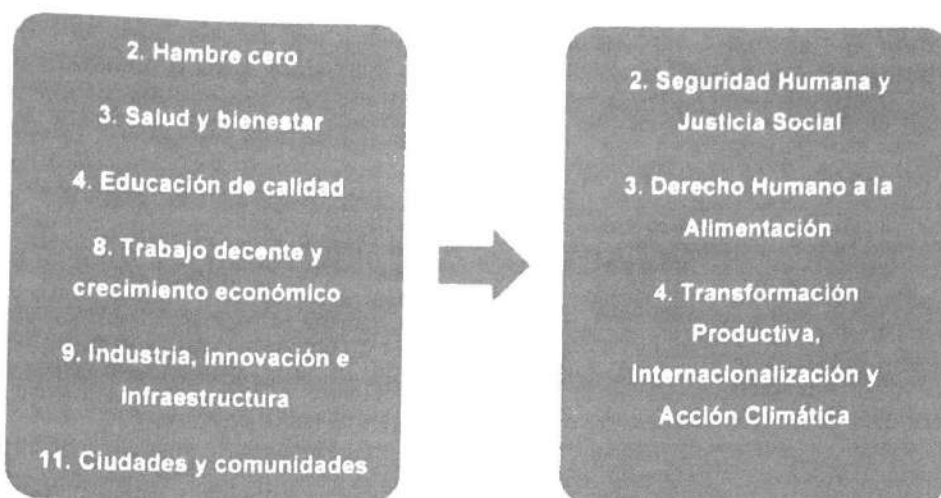 2. Hambre cero
3. Salud y bienestar
4. Educación de calidad
8. Trabajo decente y
crecimiento económico
9. Industria, innovación e
infraestructura
11. Ciudades y comunidades
2. Seguridad Humana y
Justicia Social
3. Derecho Humano a la
Alimentación
4. Transformación
Productiva,
Internacionalización y
Acción Climática